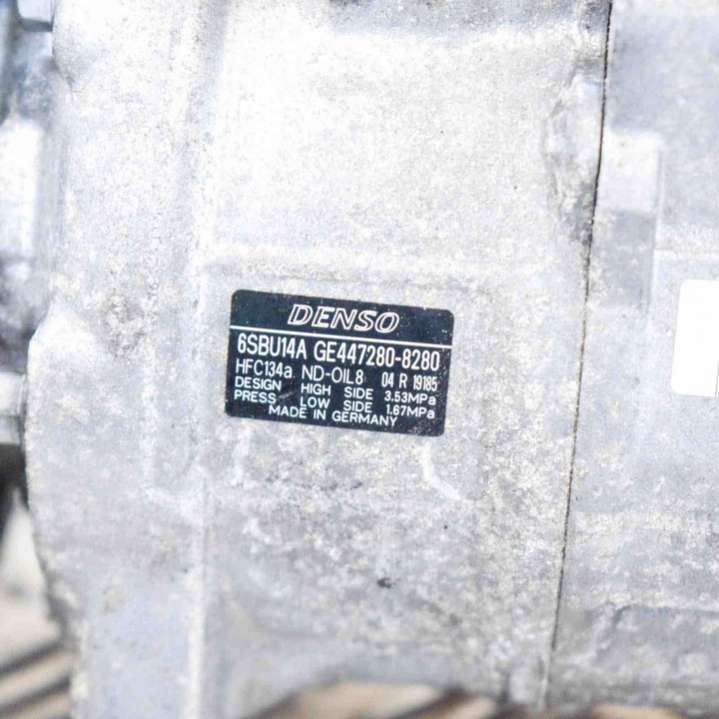 DENSO
6SBU14A GE447280-8280
HFC134a ND-OIL8 04 R 19185
DESIGN HIGH SIDE 3.53MPa
PRESS LOW SIDE 1.67MPa
MADE IN GERMANY